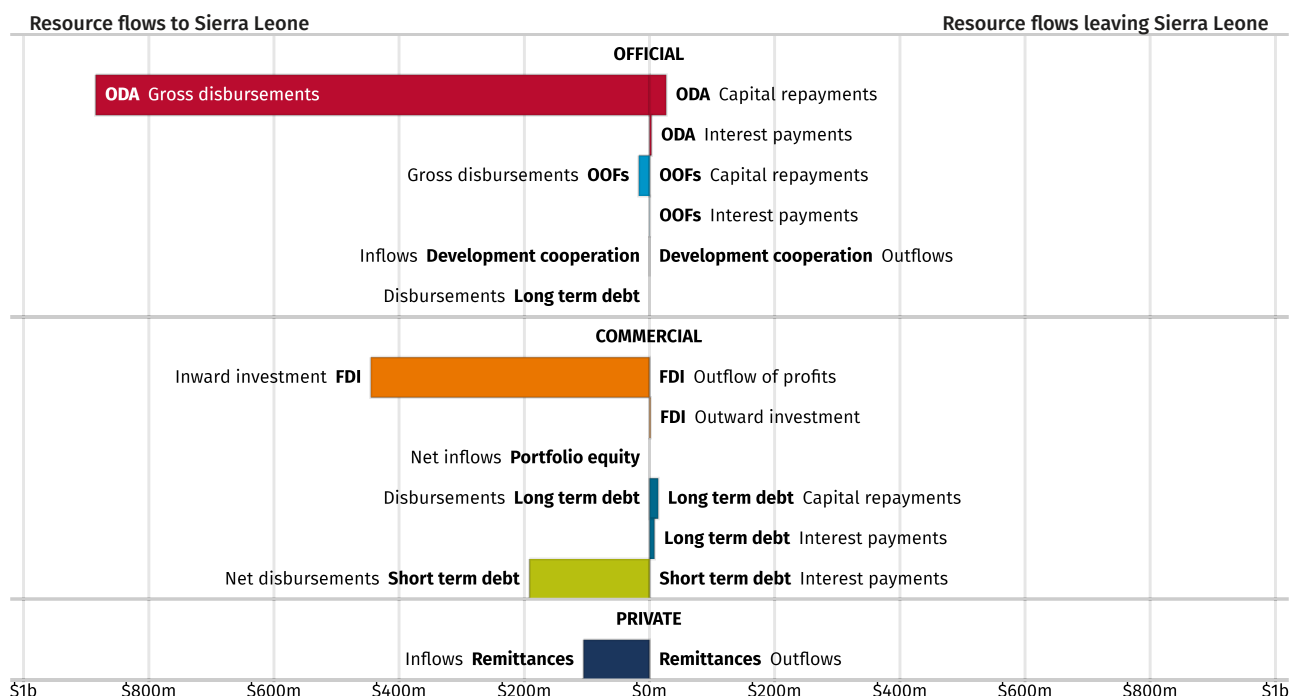 Resource flows to Sierra Leone Resource flows leaving Sierra Leone
OFFICIAL
ODA Gross disbursements ODA Capital repayments
ODA Interest payments
Gross disbursements OOFs OOFs Capital repayments
OOFs Interest payments
Inflows Development cooperation Development cooperation Outflows
Disbursements Long term debt
COMMERCIAL
Inward investment FDI FDI Outflow of profits
FDI Outward investment
Net inflows Portfolio equity
Disbursements Long term debt Long term debt Capital repayments
Long term debt Interest payments
Net disbursements Short term debt Short term debt Interest payments
PRIVATE
Inflows Remittances Remittances Outflows
$1b $800m $600m $400m $200m $0m $200m $400m $600m $800m $1b